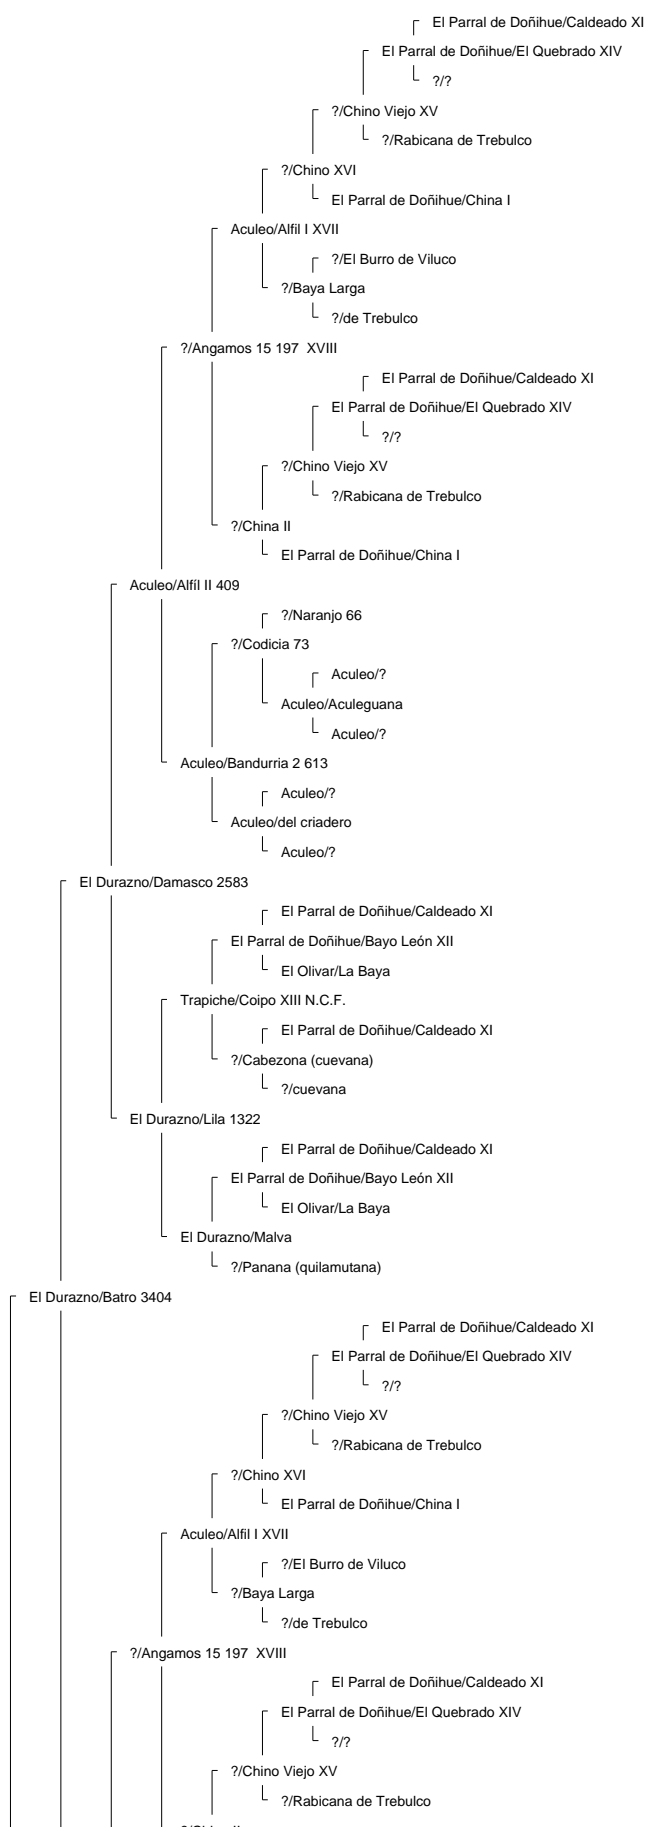 El Parral de Doñihue/Caldeado XI
El Parral de Doñihue/El Quebrado XIV
?/?
?/Chino Viejo XV
?/Rabicana de Trebulco
?/Chino XVI
El Parral de Doñihue/China I
Aculeo/Alfil I XVII
?/El Burro de Viluco
?/Baya Larga
?/de Trebulco
?/Angamos 15 197  XVIII
El Parral de Doñihue/Caldeado XI
El Parral de Doñihue/El Quebrado XIV
?/?
?/Chino Viejo XV
?/Rabicana de Trebulco
?/China II
El Parral de Doñihue/China I
Aculeo/Alfíl II 409
?/Naranjo 66
?/Codicia 73
Aculeo/?
Aculeo/Aculeguana
Aculeo/?
Aculeo/Bandurria 2 613
Aculeo/?
Aculeo/del criadero
Aculeo/?
El Durazno/Damasco 2583
El Parral de Doñihue/Caldeado XI
El Parral de Doñihue/Bayo León XII
El Olivar/La Baya
Trapiche/Coipo XIII N.C.F.
El Parral de Doñihue/Caldeado XI
?/Cabezona (cuevana)
?/cuevana
El Durazno/Lila 1322
El Parral de Doñihue/Caldeado XI
El Parral de Doñihue/Bayo León XII
El Olivar/La Baya
El Durazno/Malva
?/Panana (quilamutana)
El Durazno/Batro 3404
El Parral de Doñihue/Caldeado XI
El Parral de Doñihue/El Quebrado XIV
?/?
?/Chino Viejo XV
?/Rabicana de Trebulco
?/Chino XVI
El Parral de Doñihue/China I
Aculeo/Alfil I XVII
?/El Burro de Viluco
?/Baya Larga
?/de Trebulco
?/Angamos 15 197  XVIII
El Parral de Doñihue/Caldeado XI
El Parral de Doñihue/El Quebrado XIV
?/?
?/Chino Viejo XV
?/Rabicana de Trebulco